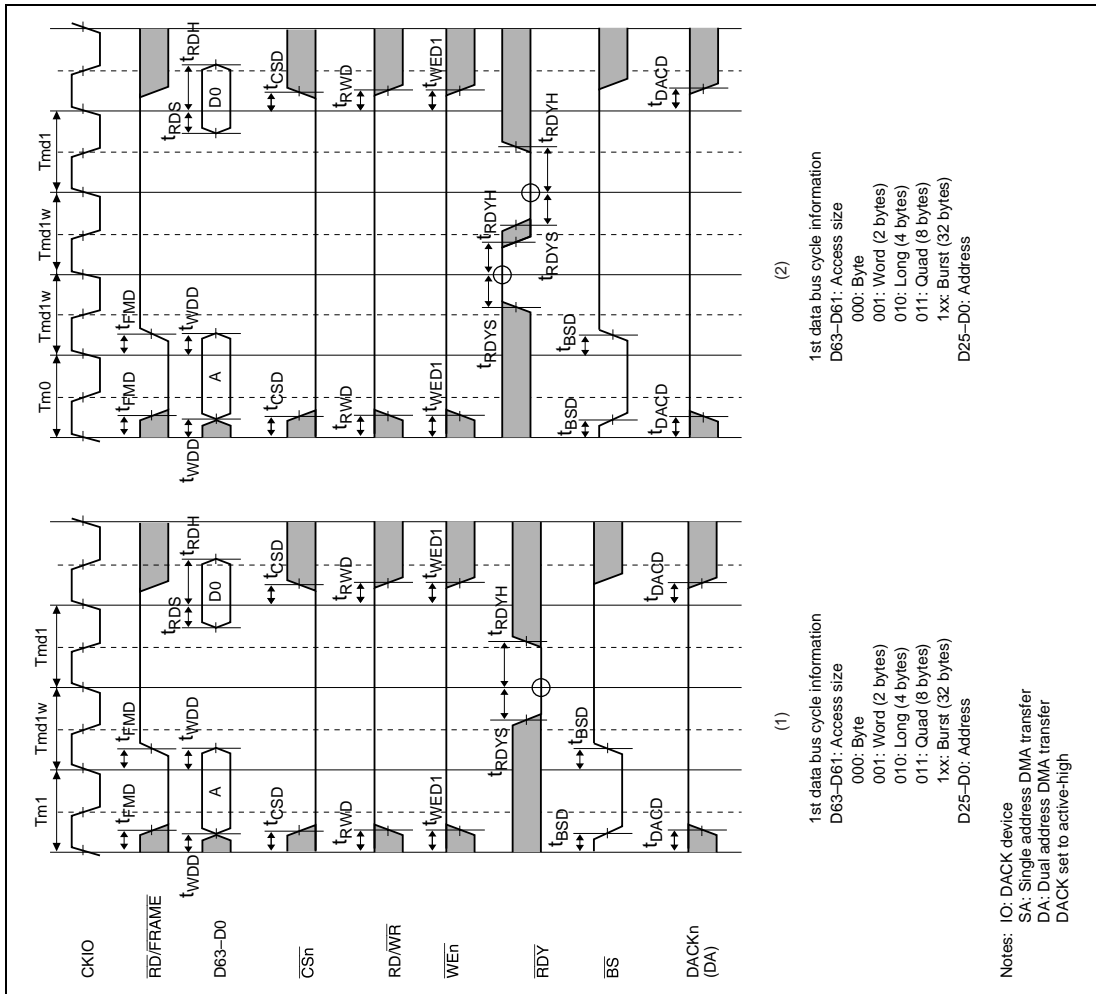 Tm1 Tmd1w Tmd1
Tm0 Tmd1w Tmd1w Tmd1
CKIO
RD/FRAME
tFMD tFMD
tFMD tFMD
D63–D0
tWDD A tWDD tRDS D0 tRDH
tWDD A tWDD tRDS D0 tRDH
CSn
tCSD tCSD
tCSD tCSD
RD/WR
tRWD tRWD
tRWD tRWD
WEn
tWED1 tWED1
tWED1 tWED1
RDY
tRDYS tRDYH
tRDYS tRDYH tRDYS tRDYH
BS
tBSD tBSD
tBSD tBSD
DACKn
(DA)
tDACD tDACD
tDACD tDACD
(1)
1st data bus cycle information
D63–D61: Access size
000: Byte
001: Word (2 bytes)
010: Long (4 bytes)
011: Quad (8 bytes)
1xx: Burst (32 bytes)
D25–D0: Address
(2)
1st data bus cycle information
D63–D61: Access size
000: Byte
001: Word (2 bytes)
010: Long (4 bytes)
011: Quad (8 bytes)
1xx: Burst (32 bytes)
D25–D0: Address
Notes: IO: DACK device
SA: Single address DMA transfer
DA: Dual address DMA transfer
DACK set to active-high